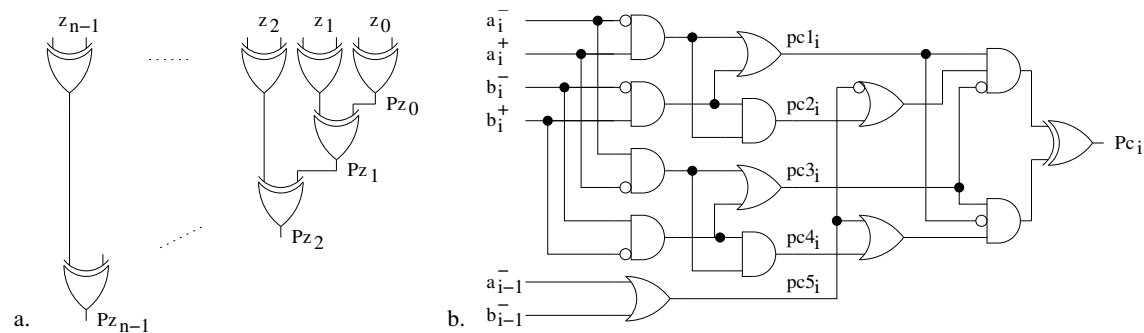 z_{n-1} ...... z_2 z_1 z_0
Pz_0
Pz_1
Pz_2
Pz_{n-1}
a.
a_i^-
a_i^+
b_i^-
b_i^+
a_{i-1}^-
b_{i-1}^-
pc1_i
pc2_i
pc3_i
pc4_i
pc5_i
Pc_i
b.